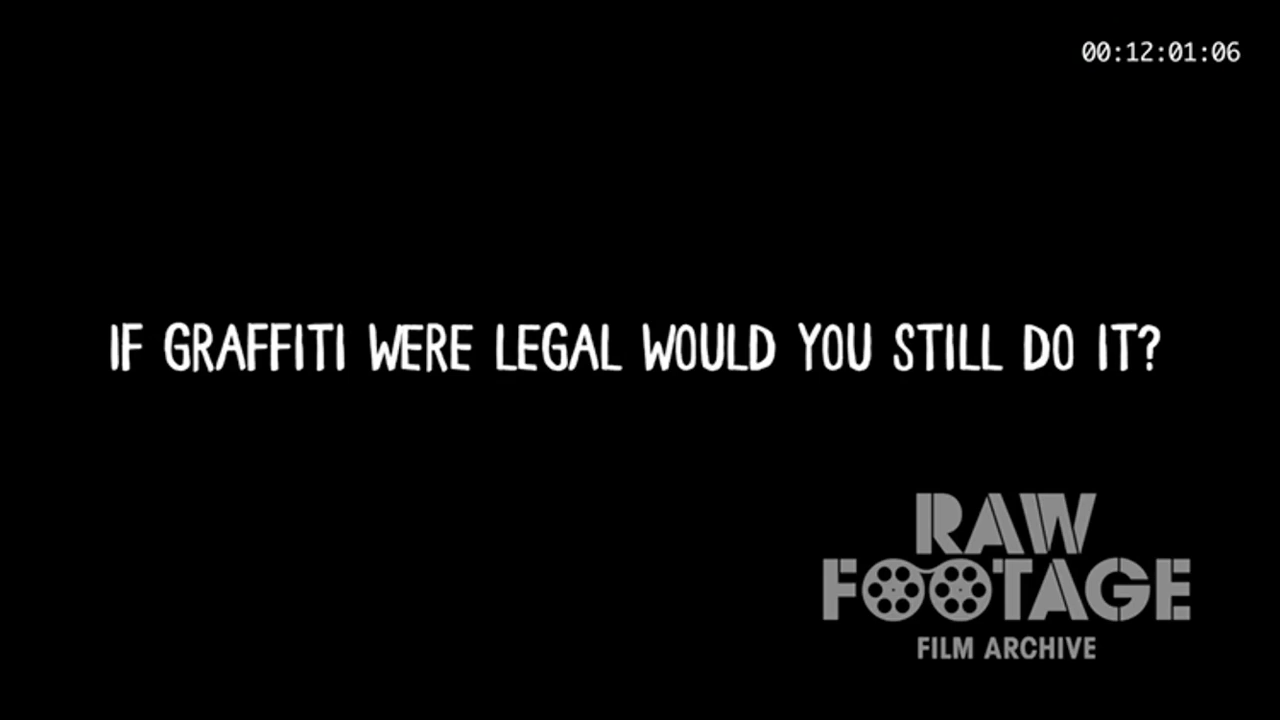 00:12:01:06
IF GRAFFITI WERE LEGAL WOULD YOU STILL DO IT?
RAW
FOOTAGE
FILM ARCHIVE